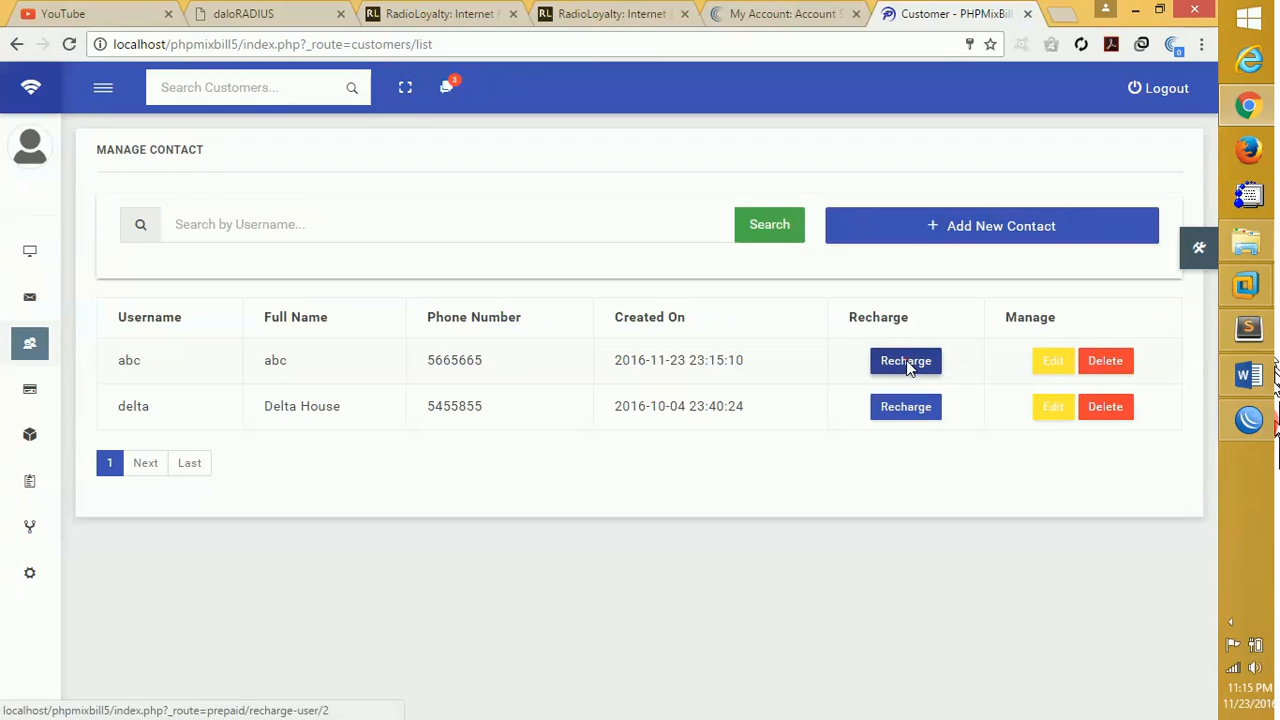 YouTube
daloRADIUS
RadioLoyalty: Internet
RadioLoyalty: Internet
My Account: Account S
Customer - PHPMixBill
localhost/phpmixbill5/index.php?_route=customers/list
0
Search Customers...
3
Logout
MANAGE CONTACT
Search by Username...
Search
+ Add New Contact
Username Full Name Phone Number Created On Recharge Manage
abc abc 5665665 2016-11-23 23:15:10 Recharge Edit Delete
delta Delta House 5455855 2016-10-04 23:40:24 Recharge Edit Delete
1 Next Last
localhost/phpmixbill5/index.php?_route=prepaid/recharge-user/2
11:15 PM
11/23/2016